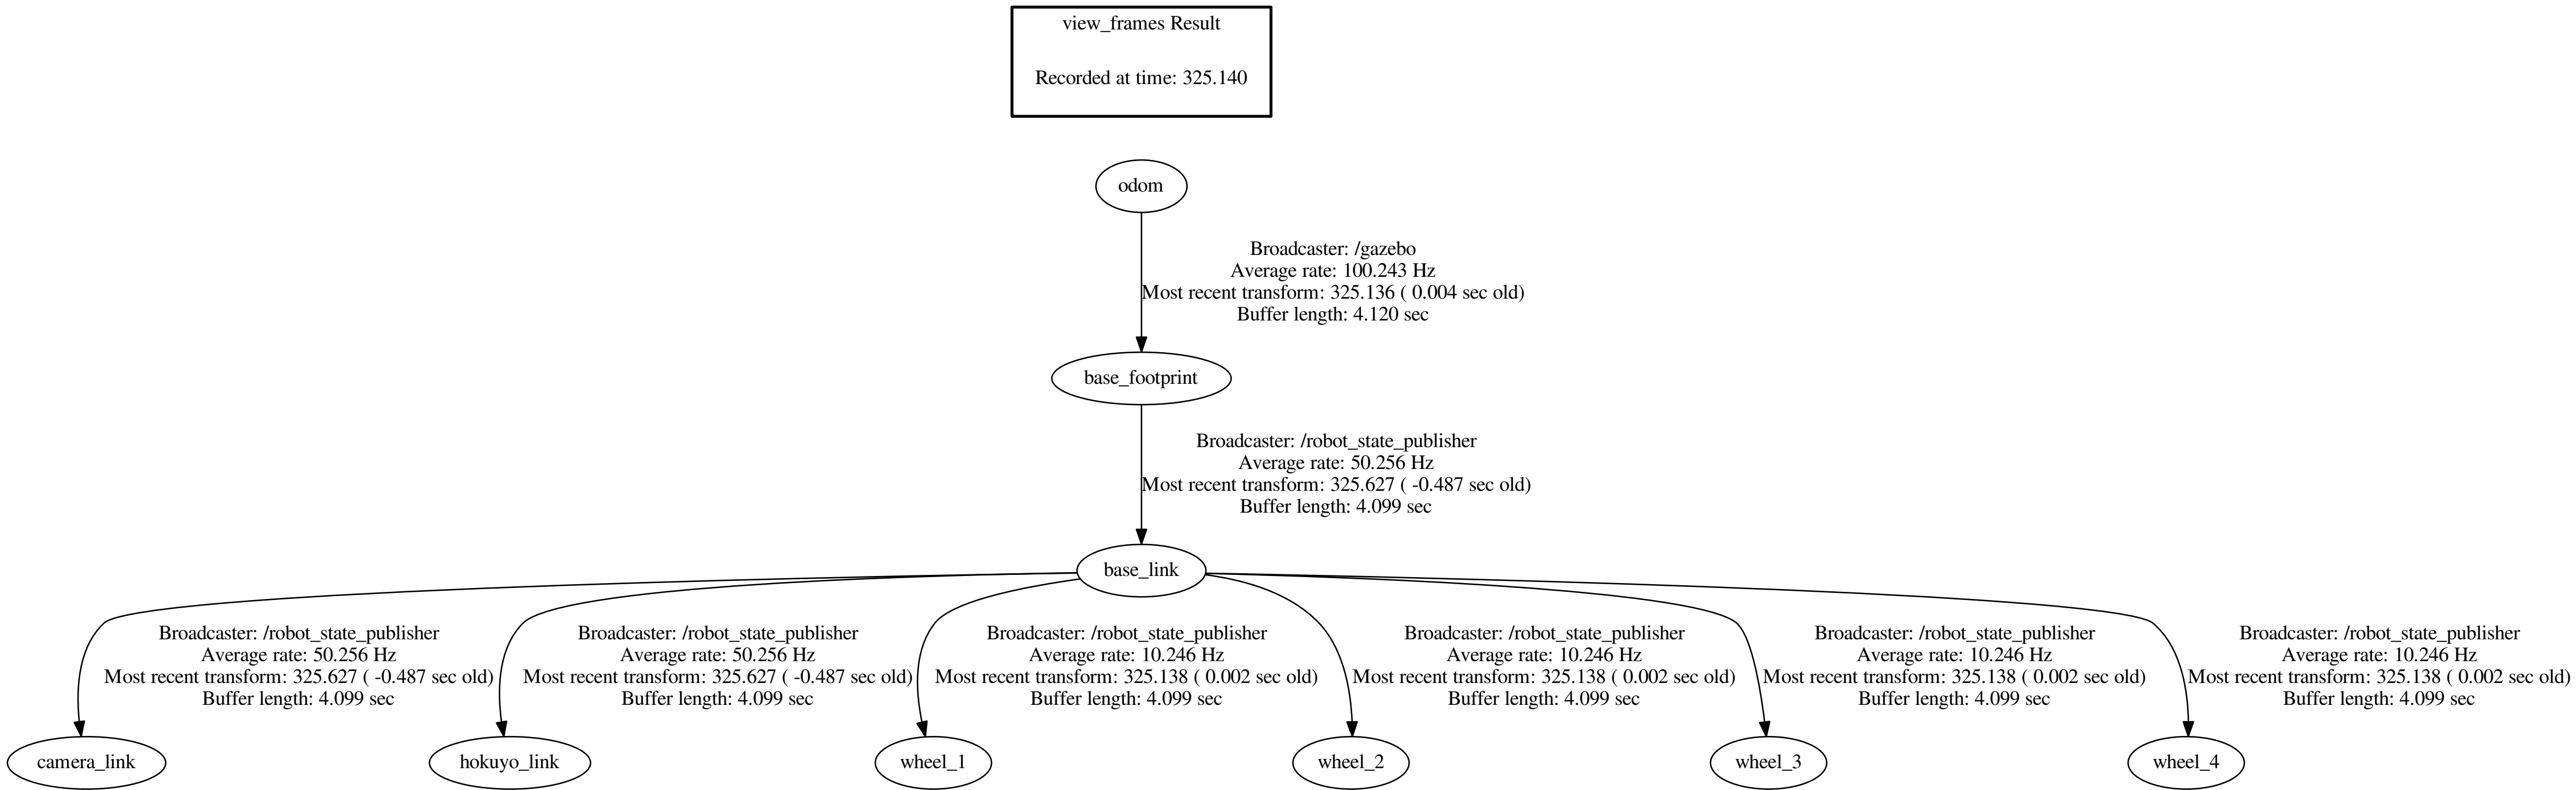 view_frames Result
Recorded at time: 325.140
odom
Broadcaster: /gazebo
Average rate: 100.243 Hz
Most recent transform: 325.136 ( 0.004 sec old)
Buffer length: 4.120 sec
base_footprint
Broadcaster: /robot_state_publisher
Average rate: 50.256 Hz
Most recent transform: 325.627 ( -0.487 sec old)
Buffer length: 4.099 sec
base_link
Broadcaster: /robot_state_publisher
Average rate: 50.256 Hz
Most recent transform: 325.627 ( -0.487 sec old)
Buffer length: 4.099 sec
Broadcaster: /robot_state_publisher
Average rate: 50.256 Hz
Most recent transform: 325.627 ( -0.487 sec old)
Buffer length: 4.099 sec
Broadcaster: /robot_state_publisher
Average rate: 10.246 Hz
Most recent transform: 325.138 ( 0.002 sec old)
Buffer length: 4.099 sec
Broadcaster: /robot_state_publisher
Average rate: 10.246 Hz
Most recent transform: 325.138 ( 0.002 sec old)
Buffer length: 4.099 sec
Broadcaster: /robot_state_publisher
Average rate: 10.246 Hz
Most recent transform: 325.138 ( 0.002 sec old)
Buffer length: 4.099 sec
Broadcaster: /robot_state_publisher
Average rate: 10.246 Hz
Most recent transform: 325.138 ( 0.002 sec old)
Buffer length: 4.099 sec
camera_link
hokuyo_link
wheel_1
wheel_2
wheel_3
wheel_4